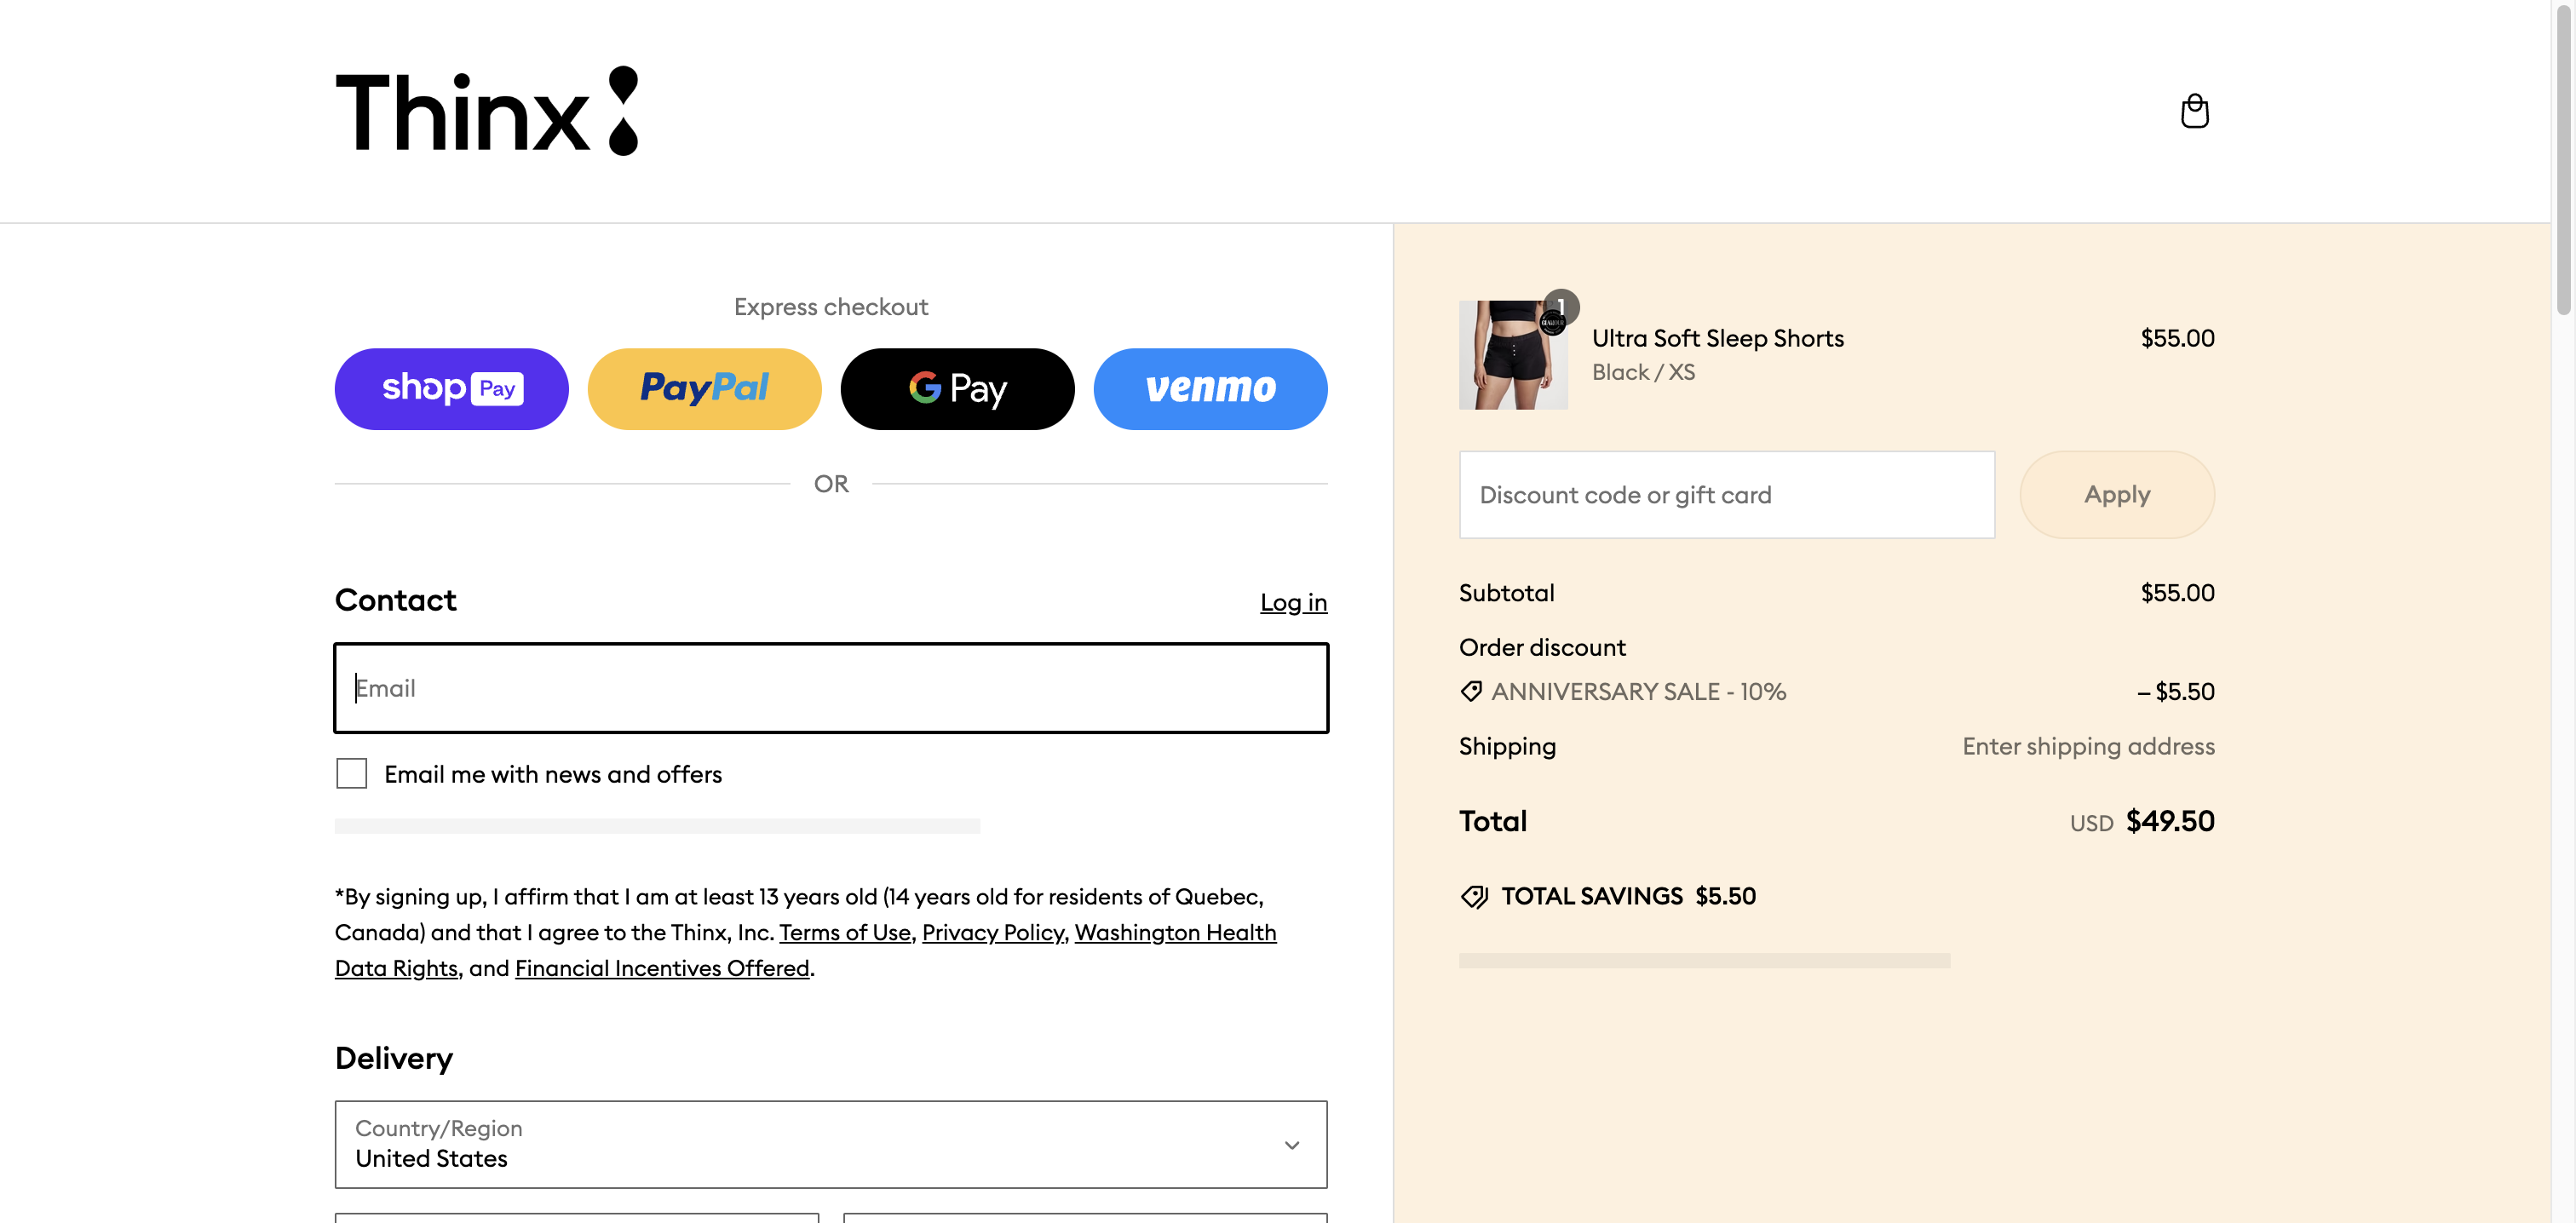 Thinx
Express checkout
shop Pay
PayPal
G Pay
venmo
OR
Contact
Log in
Email
Email me with news and offers
*By signing up, I affirm that I am at least 13 years old (14 years old for residents of Quebec,
Canada) and that I agree to the Thinx, Inc. Terms of Use, Privacy Policy, Washington Health
Data Rights, and Financial Incentives Offered.
Delivery
Country/Region
United States
1
Ultra Soft Sleep Shorts
$55.00
Black / XS
Discount code or gift card
Apply
Subtotal
$55.00
Order discount
ANNIVERSARY SALE - 10%
– $5.50
Shipping
Enter shipping address
Total
USD $49.50
TOTAL SAVINGS $5.50